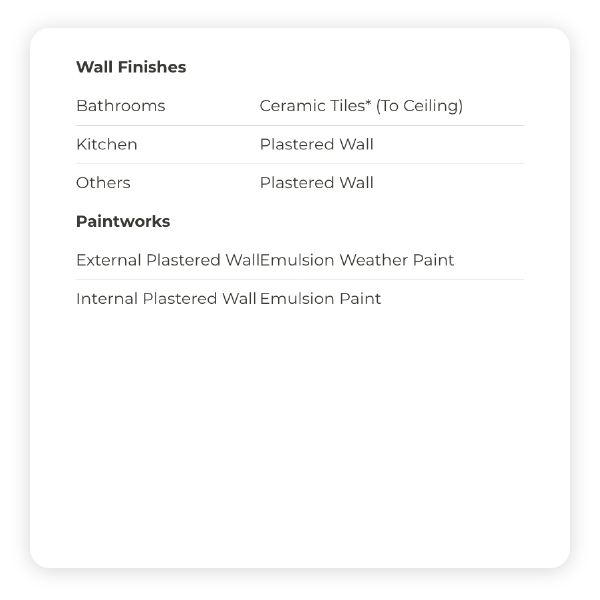 Wall Finishes
Bathrooms Ceramic Tiles* (To Ceiling)
Kitchen Plastered Wall
Others Plastered Wall
Paintworks
External Plastered Wall Emulsion Weather Paint
Internal Plastered Wall Emulsion Paint